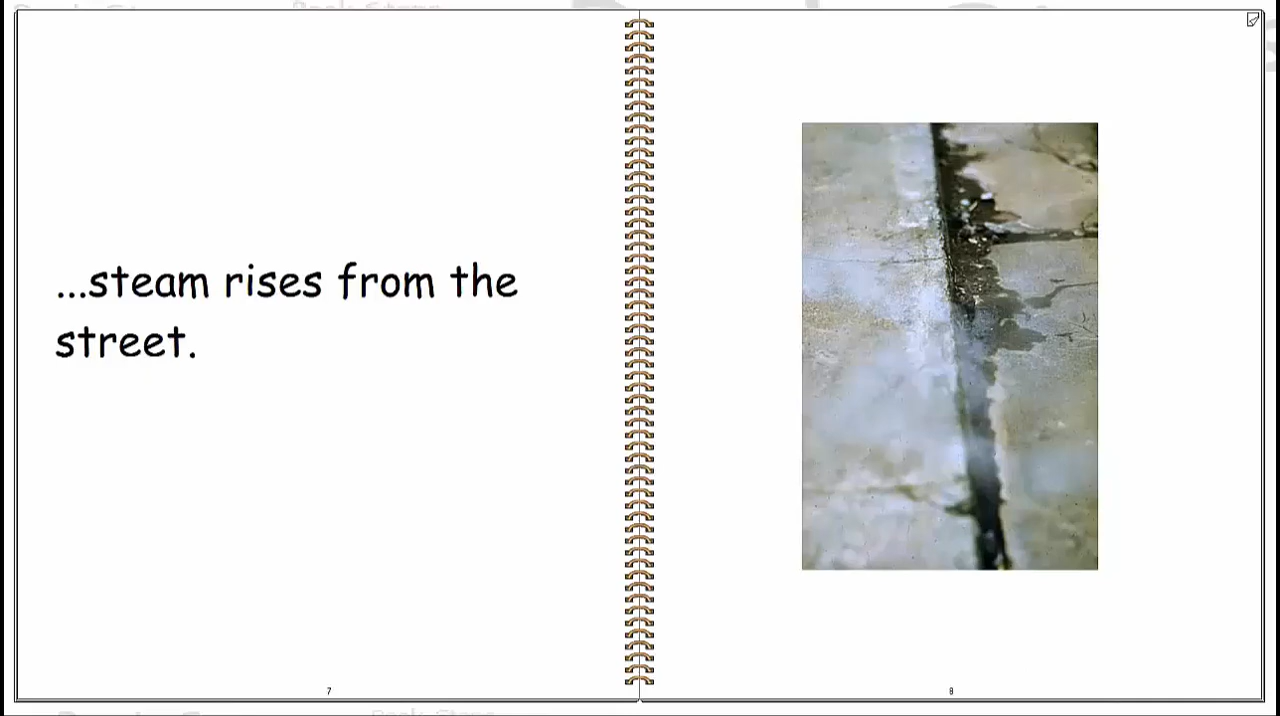 ...steam rises from the
street.
7
8